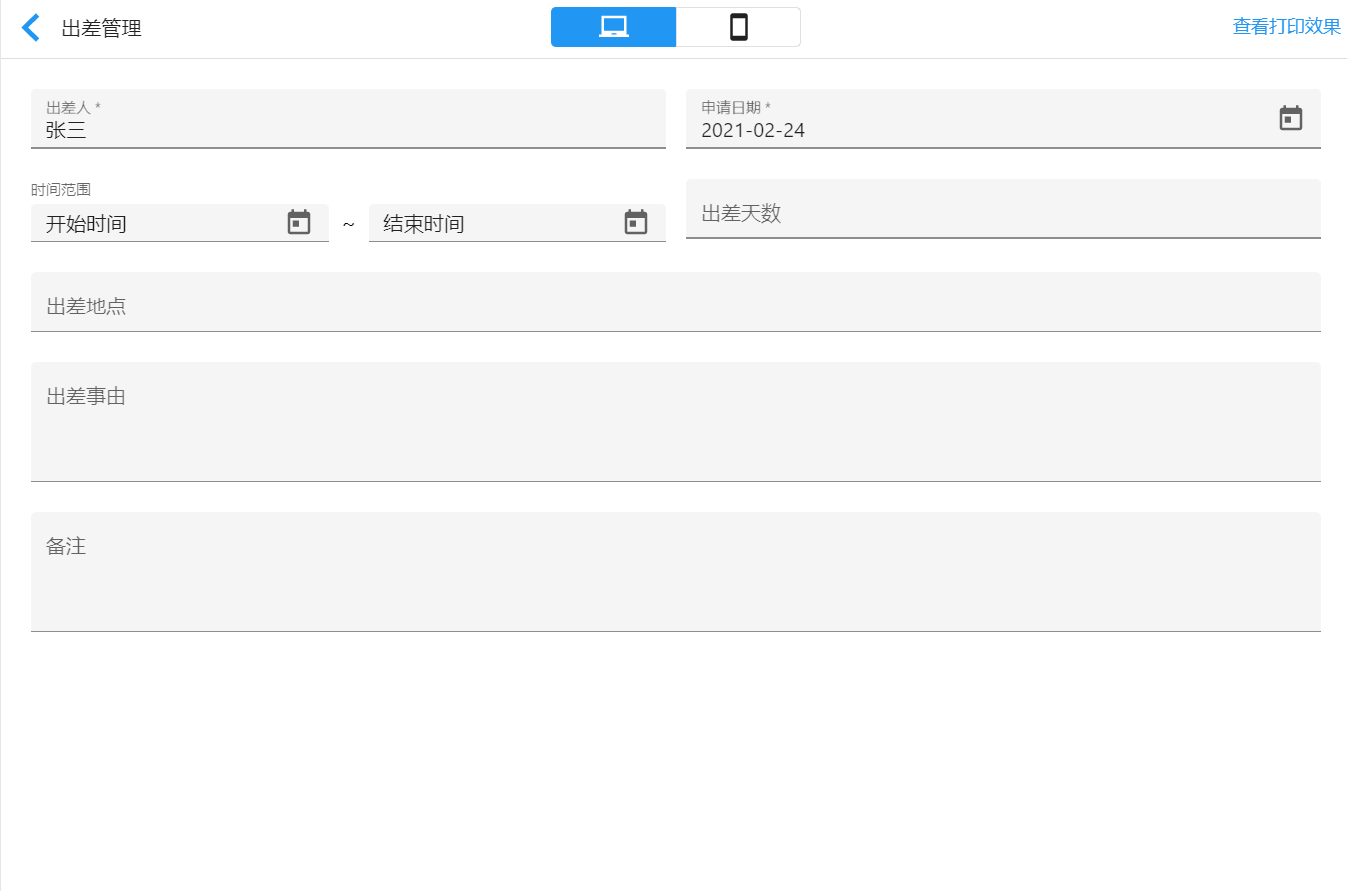 出差管理
查看打印效果
出差人 *
张三
申请日期 *
2021-02-24
时间范围
开始时间 ~ 结束时间
出差天数
出差地点
出差事由
备注